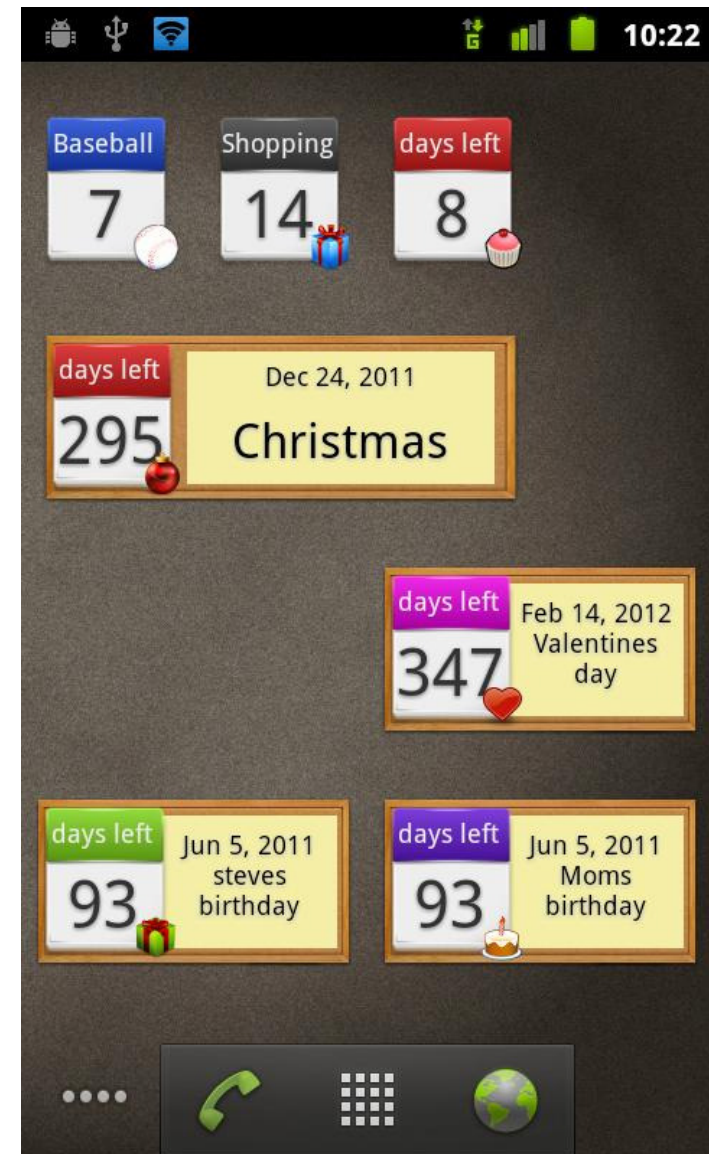 10:22
Baseball
7
Shopping
14
days left
8
days left
295
Dec 24, 2011
Christmas
days left
347
Feb 14, 2012
Valentines
day
days left
93
Jun 5, 2011
steves
birthday
days left
93
Jun 5, 2011
Moms
birthday